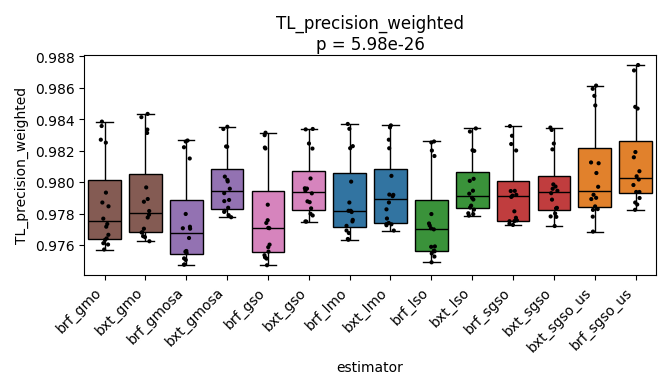 TL_precision_weighted
p = 5.98e-26
TL_precision_weighted
0.988
0.986
0.984
0.982
0.980
0.978
0.976
brf_gmo
bxt_gmo
brf_gmosa
bxt_gmosa
brf_gso
bxt_gso
brf_lmo
bxt_lmo
brf_lso
bxt_lso
brf_sgso
bxt_sgso
bxt_sgso_us
brf_sgso_us
estimator